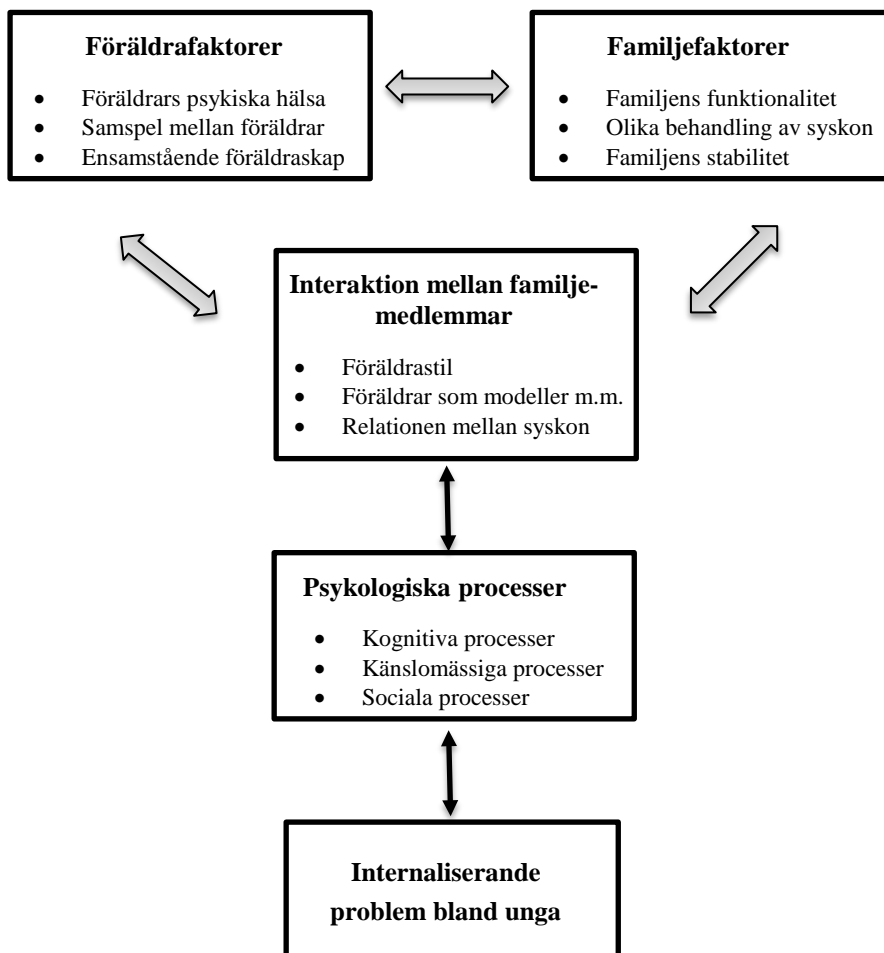 Föräldrafaktorer
• Föräldrars psykiska hälsa
• Samspel mellan föräldrar
• Ensamstående föräldraskap
Familjefaktorer
• Familjens funktionalitet
• Olika behandling av syskon
• Familjens stabilitet
Interaktion mellan familje-
medlemmar
• Föräldrastil
• Föräldrar som modeller m.m.
• Relationen mellan syskon
Psykologiska processer
• Kognitiva processer
• Känslomässiga processer
• Sociala processer
Internaliserande
problem bland unga